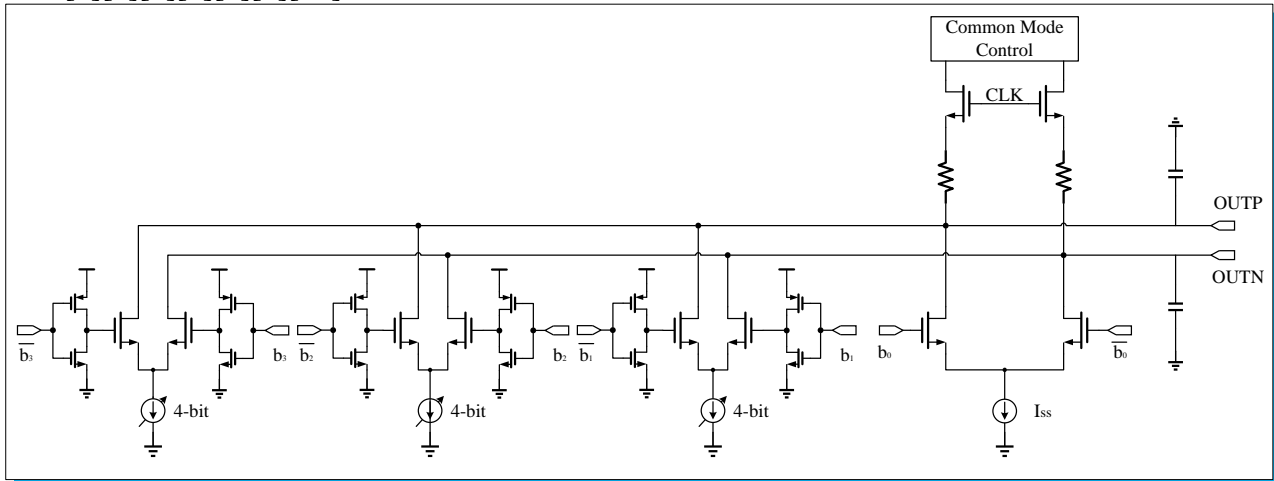 Common Mode
Control
CLK
OUTP
OUTN
b̅₃
b₃
b̅₂
b₂
b̅₁
b₁
b₀
b̅₀
4-bit
4-bit
4-bit
Iss